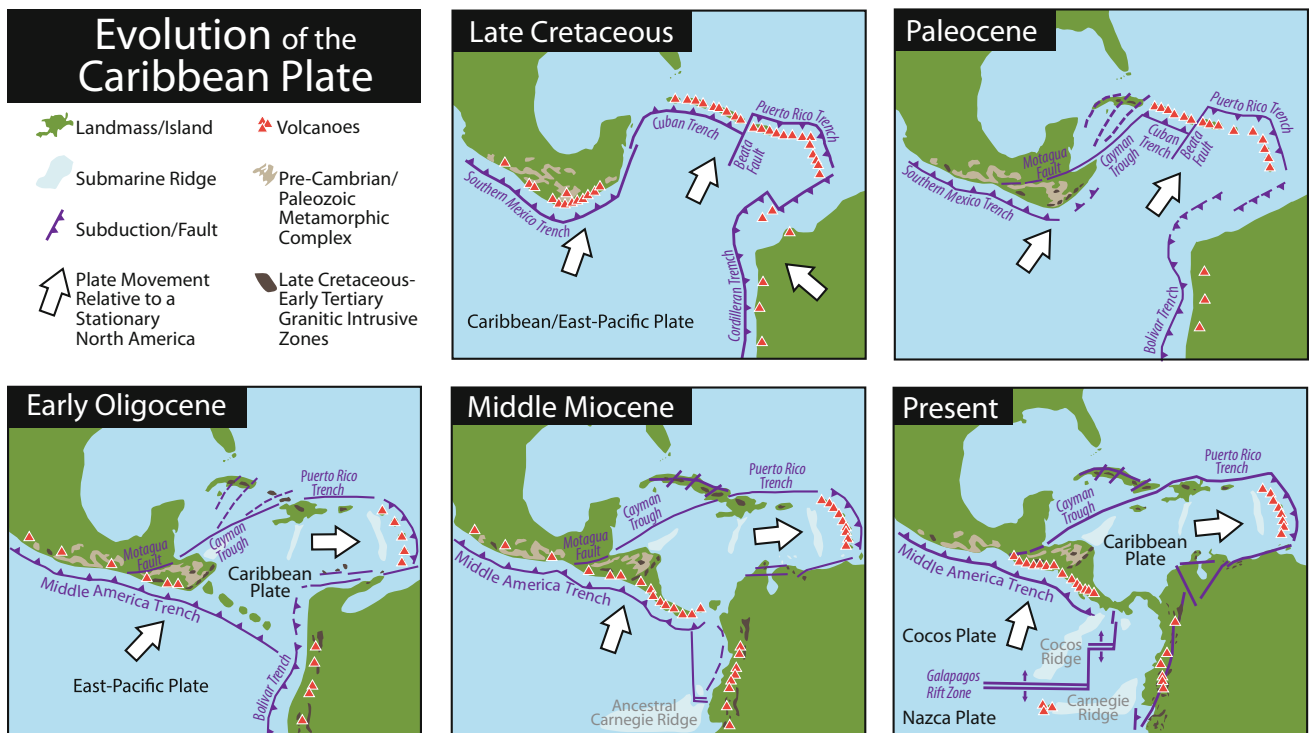 Evolution of the
Caribbean Plate
Landmass/Island
Volcanoes
Submarine Ridge
Pre-Cambrian/
Paleozoic
Metamorphic
Complex
Subduction/Fault
Plate Movement
Relative to a
Stationary
North America
Late Cretaceous-
Early Tertiary
Granitic Intrusive
Zones
Late Cretaceous
Cuban Trench
Puerto Rico
Trench
Beata
Fault
Southern Mexico Trench
Cordilleran Tremch
Caribbean/East-Pacific Plate
Paleocene
Puerto Rico
Trench
Motaqua
Fault
Cayman
Trough
Cuban
Trench
Beata
Fault
Southern Mexico Trench
Bolivar Trench
Early Oligocene
Puerto Rico
Trench
Motaqua
Fault
Cayman
Trough
Caribbean
Plate
Middle America Trench
East-Pacific Plate
Bolivar Trench
Middle Miocene
Puerto Rico
Trench
Cayman
Trough
Motaqua
Fault
Middle America Trench
Ancestral
Carnegie Ridge
Present
Puerto Rico
Trench
Cayman
Trough
Caribbean
Plate
Middle America Trench
Cocos Plate
Cocos
Ridge
Galapagos
Rift Zone
Carnegie
Ridge
Nazca Plate